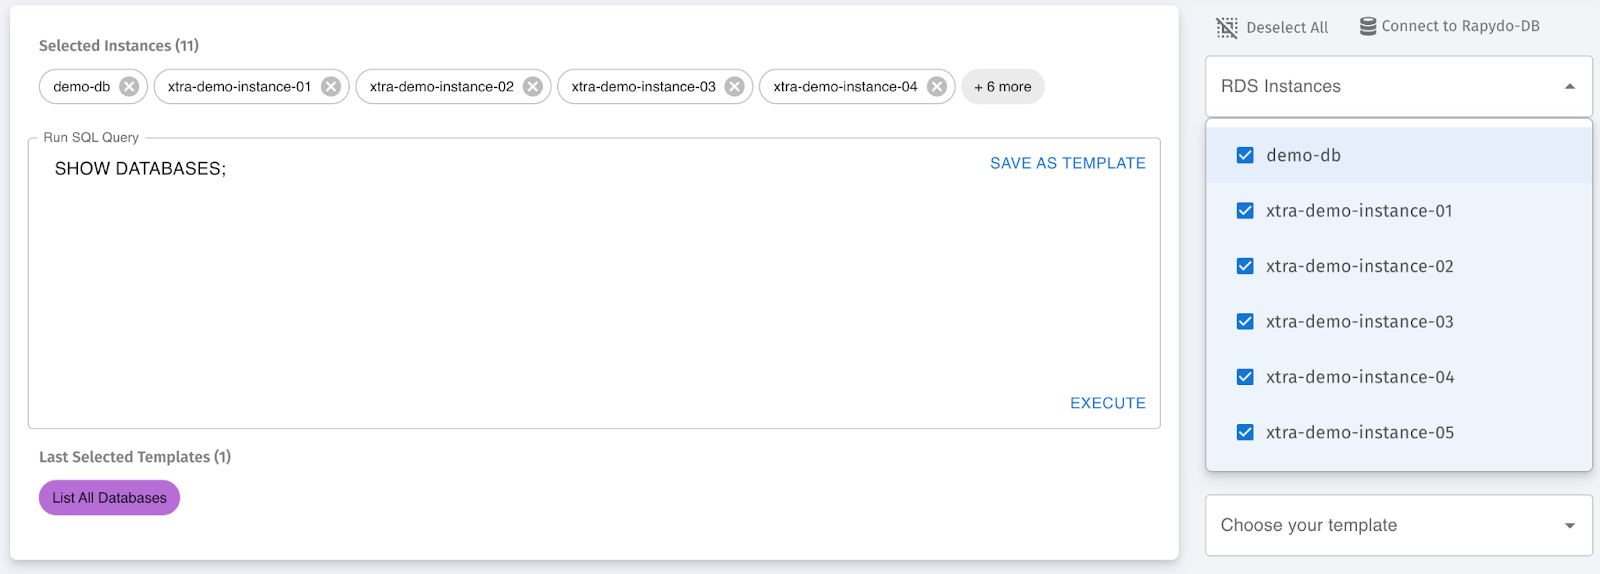 Selected Instances (11)
demo-db
xtra-demo-instance-01
xtra-demo-instance-02
xtra-demo-instance-03
xtra-demo-instance-04
+ 6 more
Run SQL Query
SHOW DATABASES;
SAVE AS TEMPLATE
EXECUTE
Last Selected Templates (1)
List All Databases
Deselect All
Connect to Rapydo-DB
RDS Instances
demo-db
xtra-demo-instance-01
xtra-demo-instance-02
xtra-demo-instance-03
xtra-demo-instance-04
xtra-demo-instance-05
Choose your template